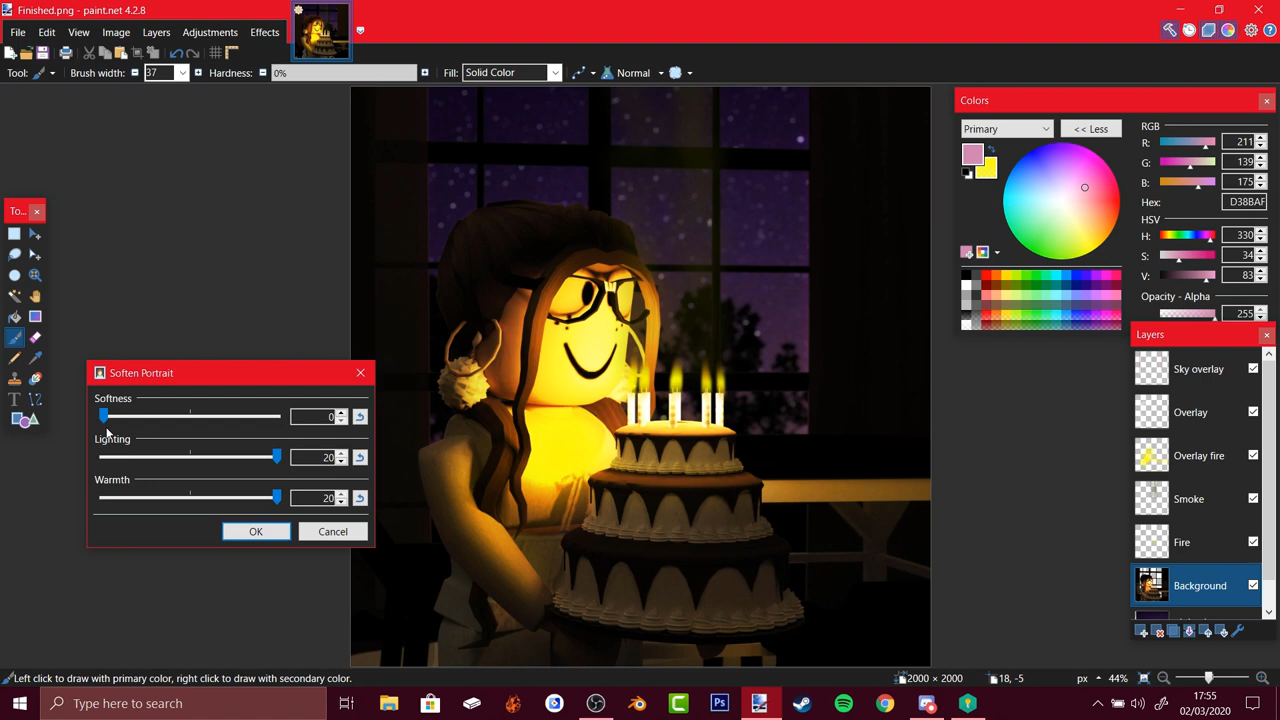 Finished.png - paint.net 4.2.8
File Edit View Image Layers Adjustments Effects
Tool: Brush width: 37 Hardness: 0% Fill: Solid Color Normal
Colors
Primary
<< Less
RGB
R: 211
G: 139
B: 175
Hex: D38BAF
HSV
H: 330
S: 34
V: 83
Opacity - Alpha
255
To...
Soften Portrait
Softness
0
Lighting
20
Warmth
20
OK Cancel
Layers
Sky overlay
Overlay
Overlay fire
Smoke
Fire
Background
Left click to draw with primary color, right click to draw with secondary color.
2000 × 2000
18, -5
px
44%
Type here to search
Ps
17:55
02/03/2020